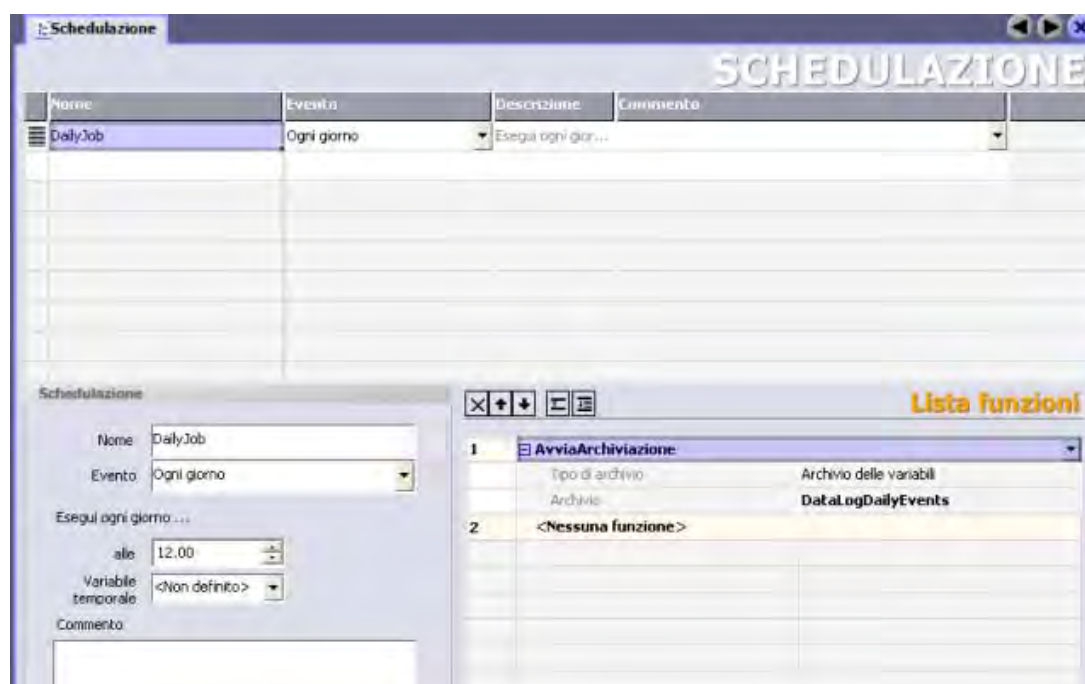 Schedulazione
SCHEDULAZIONE
Nome Evento Descrizione Commento
DailyJob Ogni giorno Esegui ogni gior...
Schedulazione
Nome DailyJob
Evento Ogni giorno
Esegui ogni giorno ...
alle 12.00
Variabile temporale <Non definito>
Commento
Lista funzioni
1 AvviaArchiviazione
Tipo di archivio Archivio delle variabili
Archivio DataLogDailyEvents
2 <Nessuna funzione>